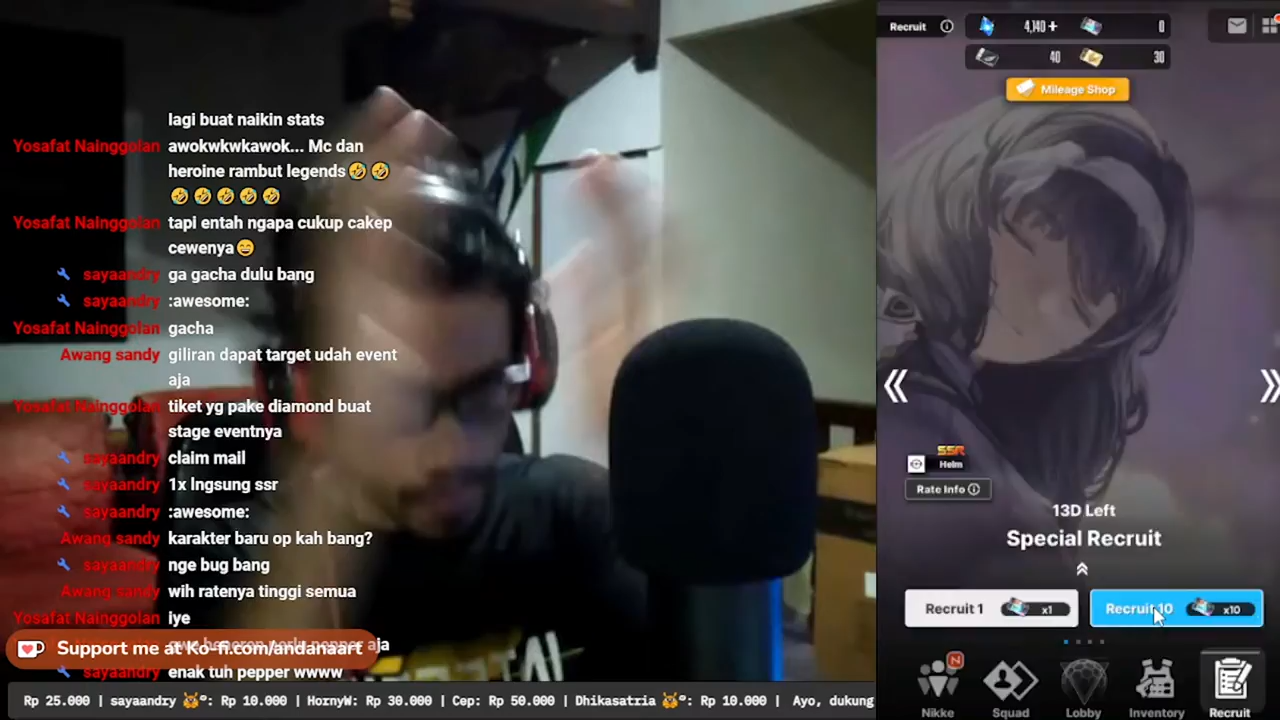 lagi buat naikin stats
Yosafat Nainggolan awokwkwkawok... Mc dan
heroine rambut legends🤣🤣
🤣🤣🤣🤣🤣
Yosafat Nainggolan tapi entah ngapa cukup cakep
cewenya😄
sayaandry ga gacha dulu bang
sayaandry :awesome:
Yosafat Nainggolan gacha
Awang sandy giliran dapat target udah event
aja
Yosafat Nainggolan tiket yg pake diamond buat
stage eventnya
sayaandry claim mail
sayaandry 1x lngsung ssr
sayaandry :awesome:
Awang sandy karakter baru op kah bang?
sayaandry nge bug bang
Awang sandy wih ratenya tinggi semua
Yosafat Nainggolan iye
pepper aja
Support me at Ko-fi.com/andanaart
sayaandry enak tuh pepper wwww
Rp 25.000 | sayaandry 🐯°: Rp 10.000 | HornyW: Rp 30.000 | Cep: Rp 50.000 | Dhikasatria 🐯°: Rp 10.000 | Ayo, dukung
Recruit
4,140 +
0
40
30
Mileage Shop
SSR
Helm
Rate Info
13D Left
Special Recruit
Recruit 1 x1
Recruit 10 x10
N
Nikke
Squad
Lobby
Inventory
Recruit